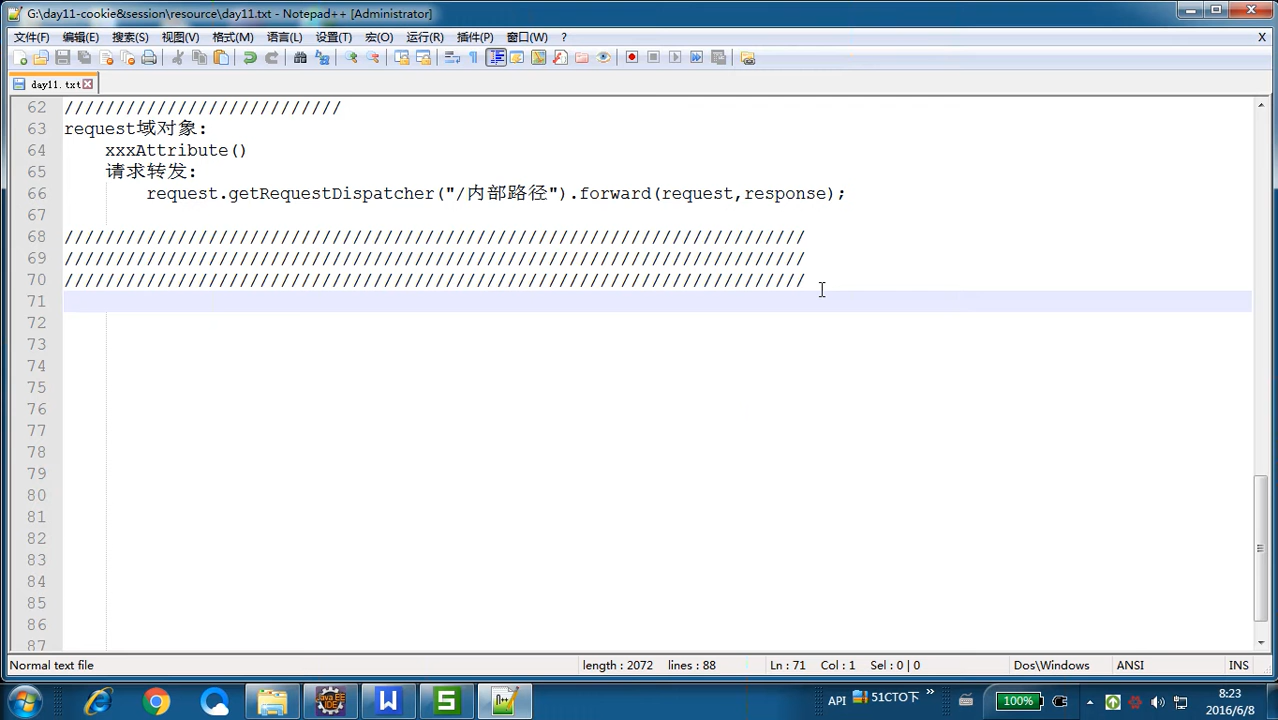 G:\day11-cookie&session\resource\day11.txt - Notepad++ [Administrator]
文件(F) 编辑(E) 搜索(S) 视图(V) 格式(M) 语言(L) 设置(T) 宏(O) 运行(R) 插件(P) 窗口(W) ? X
day11.txt
62 ///////////////////////////
63 request域对象:
64 xxxAttribute()
65 请求转发:
66 request.getRequestDispatcher("/内部路径").forward(request,response);
67
68 ////////////////////////////////////////////////////////////////////////
69 ////////////////////////////////////////////////////////////////////////
70 ////////////////////////////////////////////////////////////////////////
71
72
73
74
75
76
77
78
79
80
81
82
83
84
85
86
87
Normal text file length : 2072 lines : 88 Ln : 71 Col : 1 Sel : 0 | 0 Dos\Windows ANSI INS
API 51CTO下 » 100% 8:23
2016/6/8